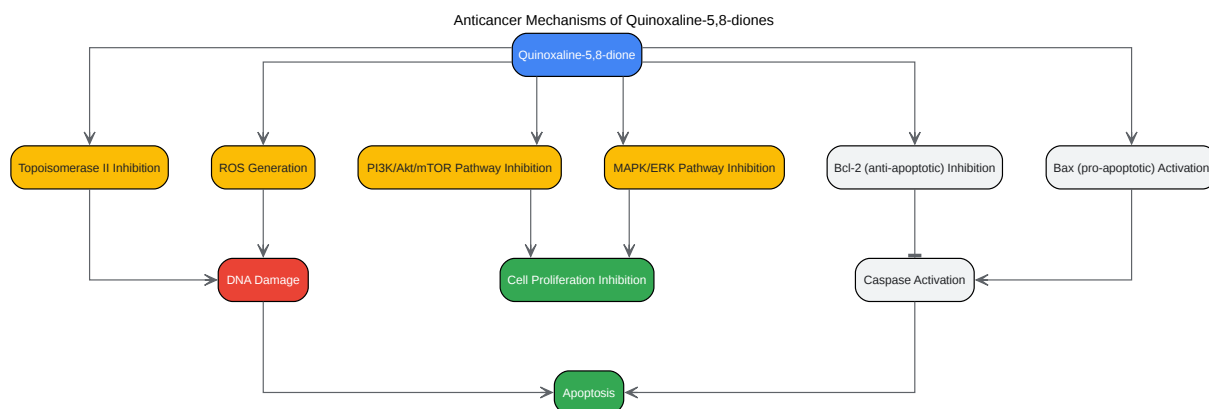 Anticancer Mechanisms of Quinoxaline-5,8-diones
Quinoxaline-5,8-dione
Topoisomerase II Inhibition
ROS Generation
PI3K/Akt/mTOR Pathway Inhibition
MAPK/ERK Pathway Inhibition
Bcl-2 (anti-apoptotic) Inhibition
Bax (pro-apoptotic) Activation
DNA Damage
Cell Proliferation Inhibition
Caspase Activation
Apoptosis